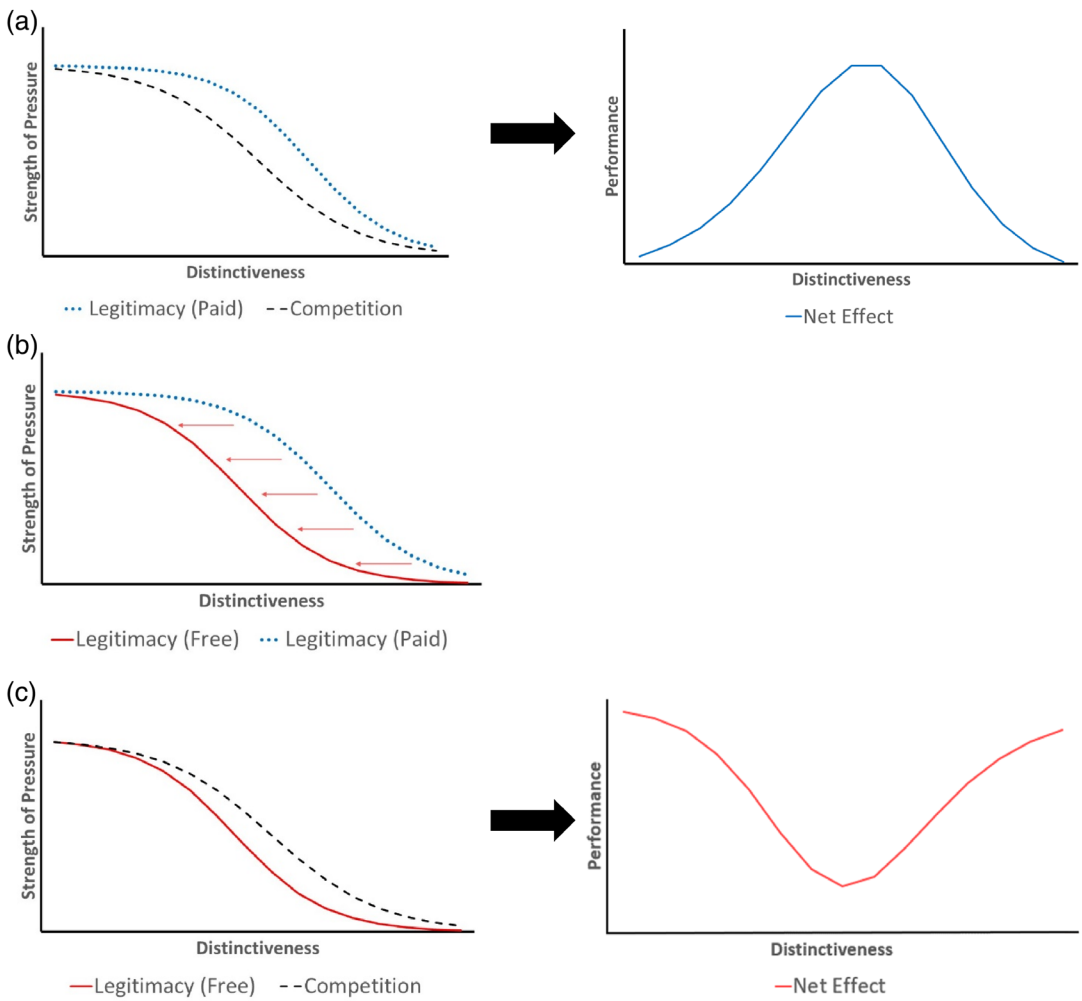 (a)
Strength of Pressure
Distinctiveness
Legitimacy (Paid) Competition
Performance
Distinctiveness
Net Effect
(b)
Strength of Pressure
Distinctiveness
Legitimacy (Free) Legitimacy (Paid)
(c)
Strength of Pressure
Distinctiveness
Legitimacy (Free) Competition
Performance
Distinctiveness
Net Effect